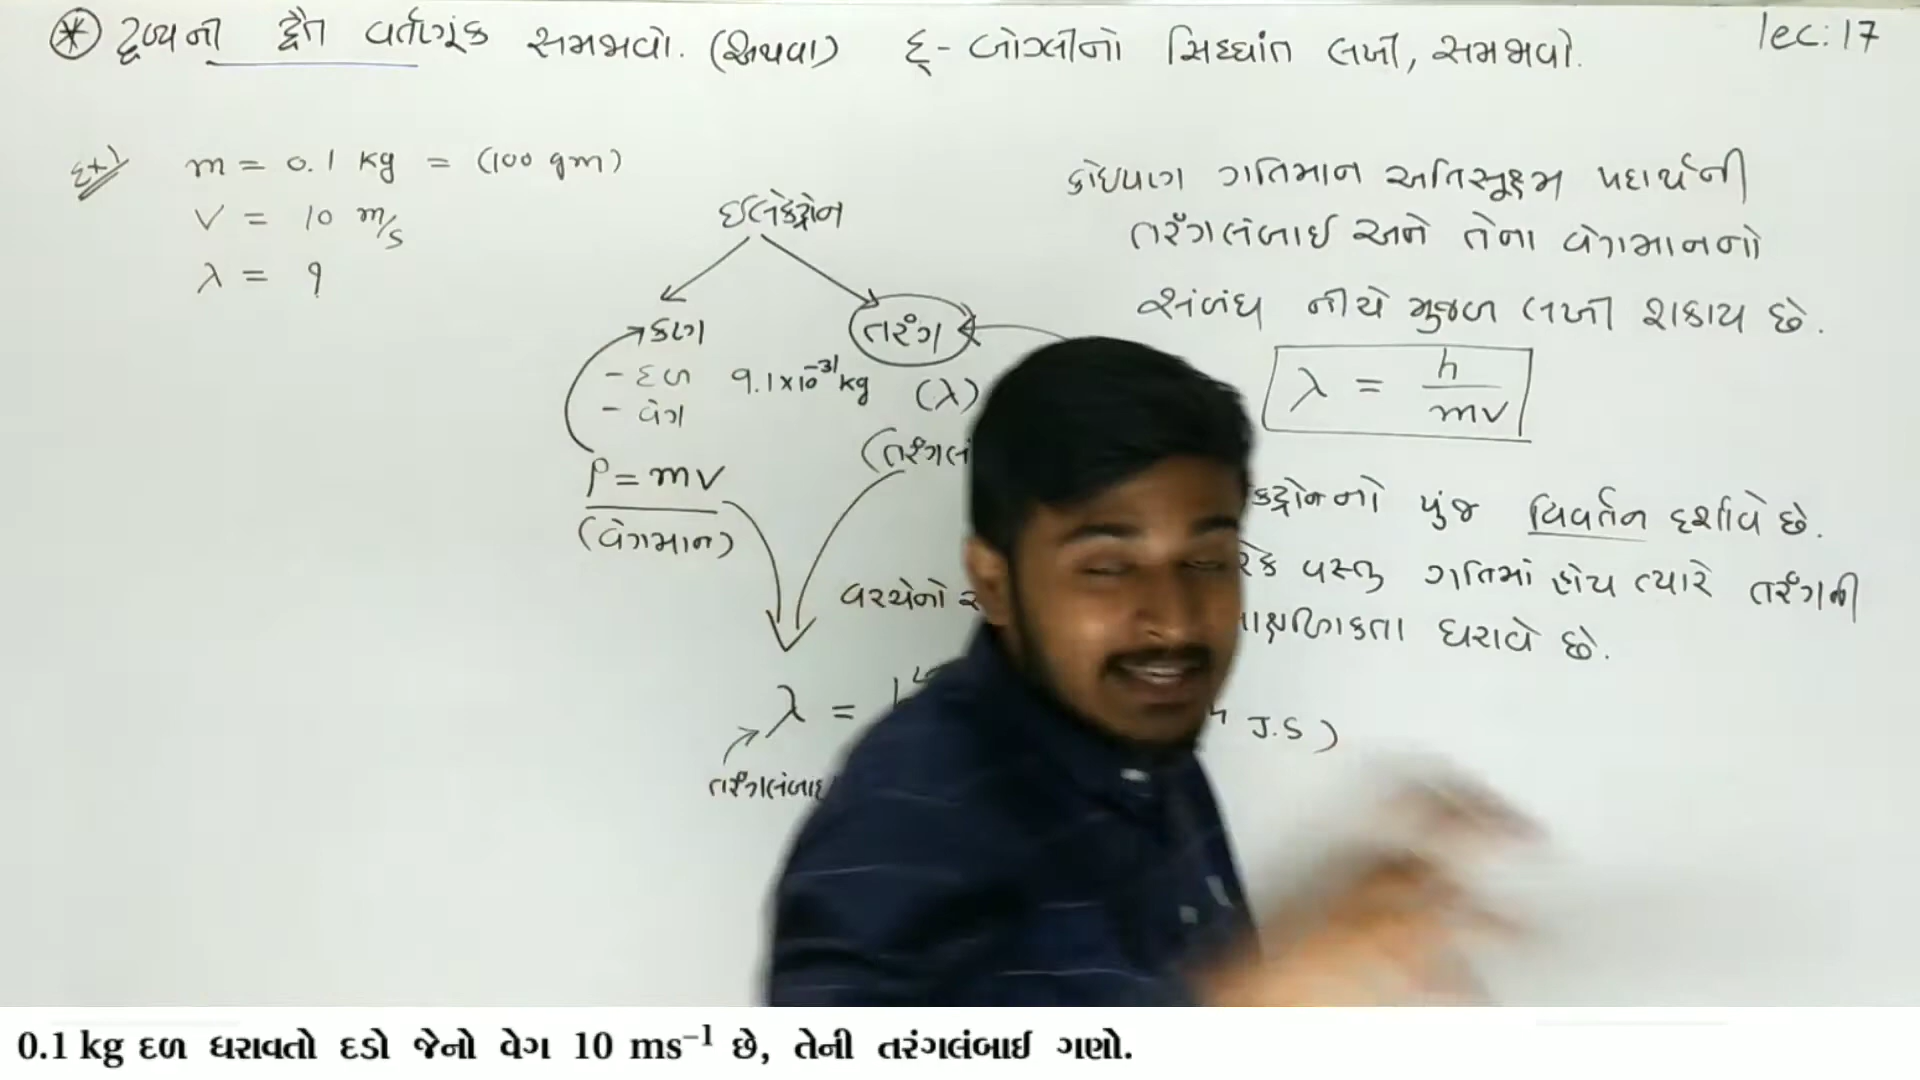 * દ્રવ્યની દ્વૈત વર્તણૂંક સમજાવો. (અથવા) દ્-બ્રોગ્લીનો સિદ્ધાંત લખી, સમજાવો.
lec:17
m = 0.1 kg = (100 gm)
V = 10 m/s
λ = ?
ઇલેક્ટ્રોન
કણ
- દળ 9.1×10⁻³¹ kg
- વેગ
p = mv
(વેગમાન)
તરંગ
(λ)
(તરંગલં
વચ્ચેનો
λ =
કોઇપણ ગતિમાન અતિસૂક્ષ્મ પદાર્થની
તરંગલંબાઇ અને તેના વેગમાનનો
સંબંધ નીચે મુજબ લખી શકાય છે.
λ = h/mv
ક્ટ્રોનનો પુંજ વિવર્તન દર્શાવે છે.
રેક વસ્તુ ગતિમાં હોય ત્યારે તરંગની
ાક્ષણિકતા ધરાવે છે.
J.S )
0.1 kg દળ ધરાવતો દડો જેનો વેગ 10 ms⁻¹ છે, તેની તરંગલંબાઈ ગણો.